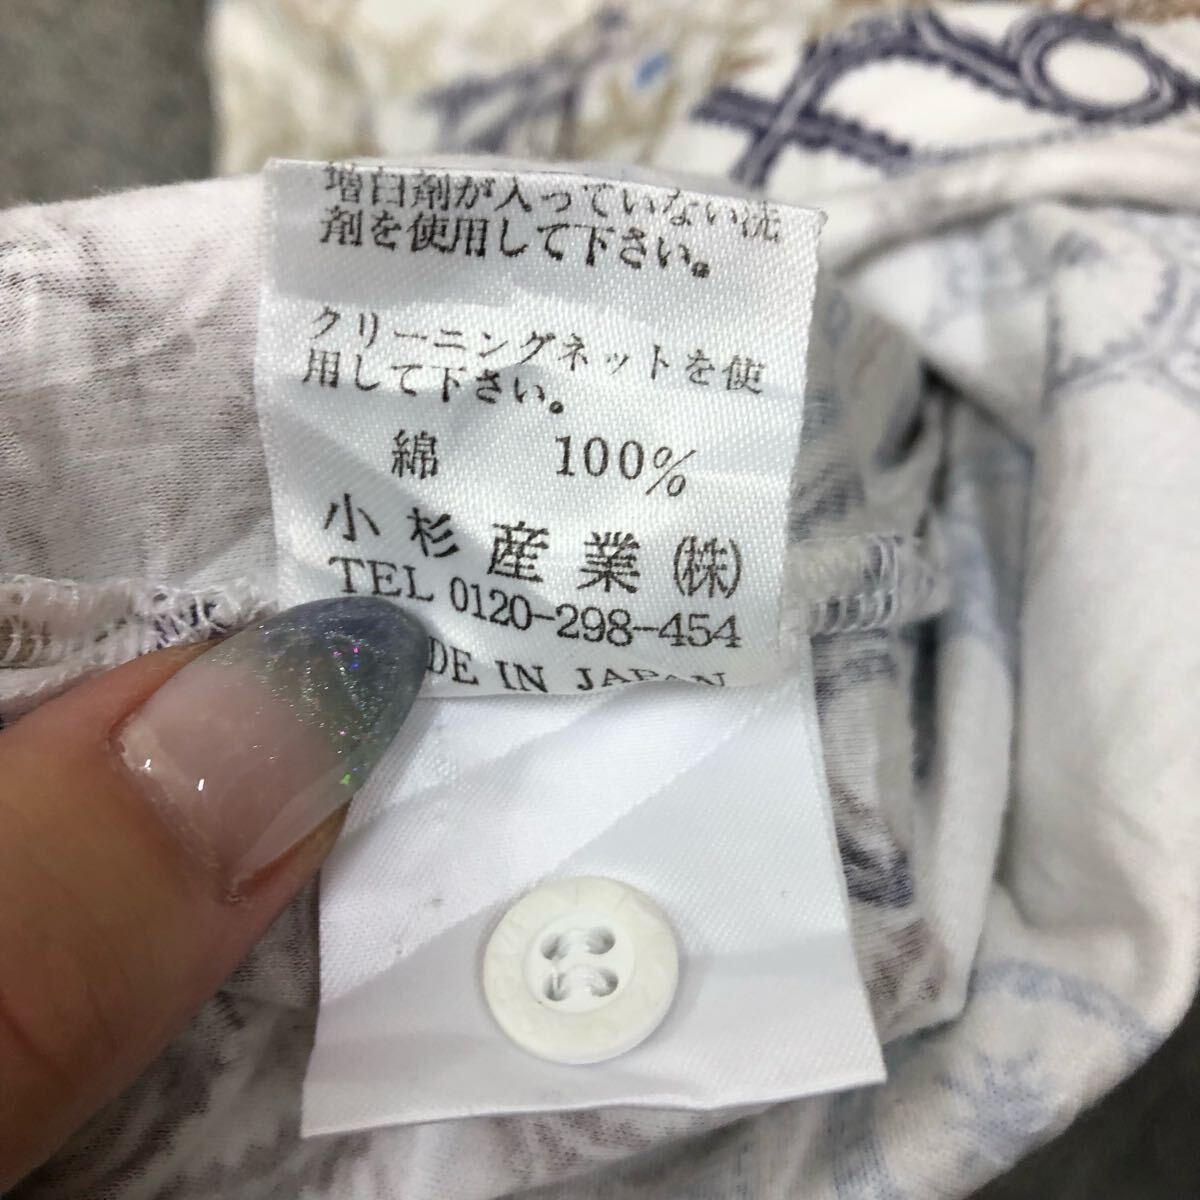 増白剤が入っていない洗
剤を使用して下さい。
クリーニングネットを使
用して下さい。
綿 100%
小杉産業(株)
TEL 0120-298-454
DE IN JAPAN